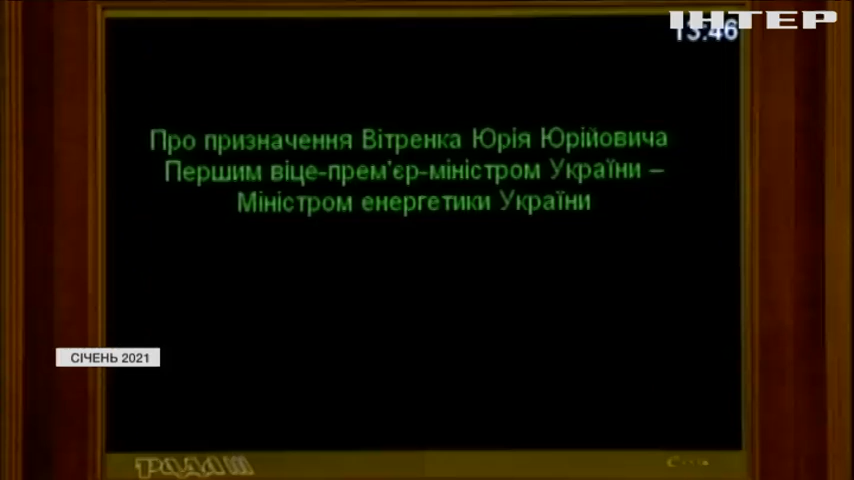 ІНТЕР
13:46
Про призначення Вітренка Юрія Юрійовича
Першим віце-прем'єр-міністром України –
Міністром енергетики України
СІЧЕНЬ 2021
РАДА